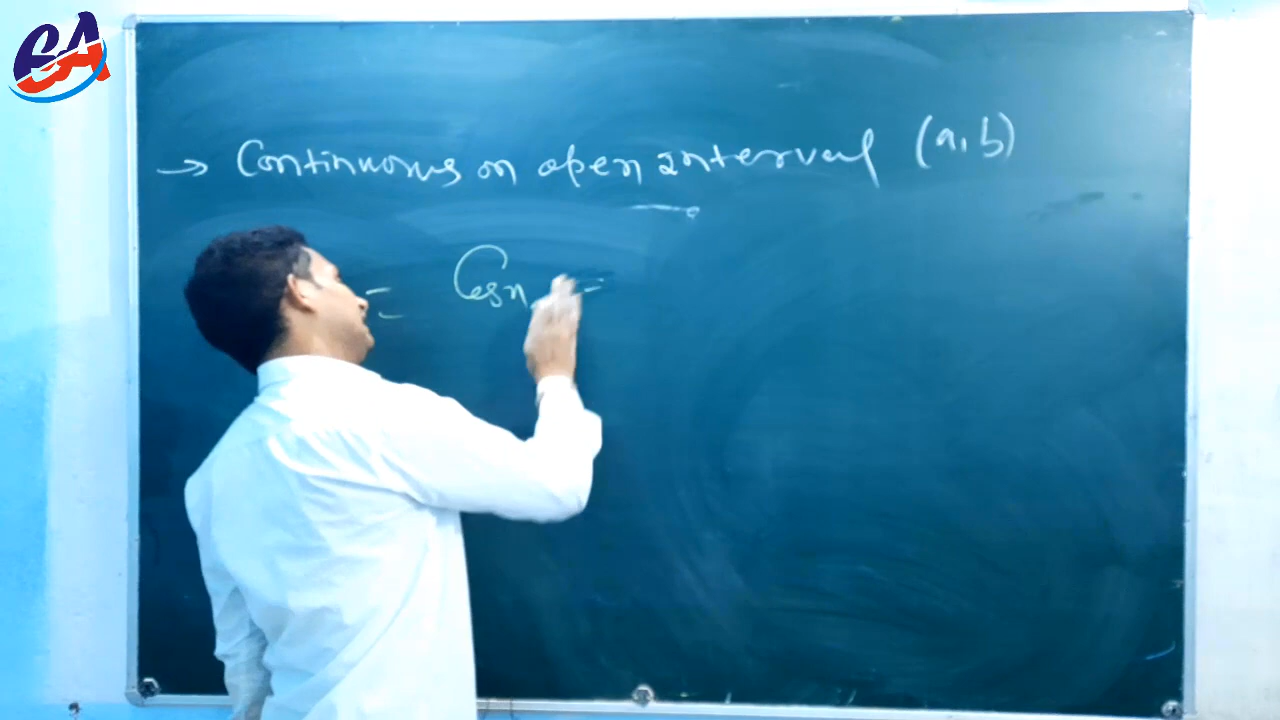 → Continuous on open interval (a,b)